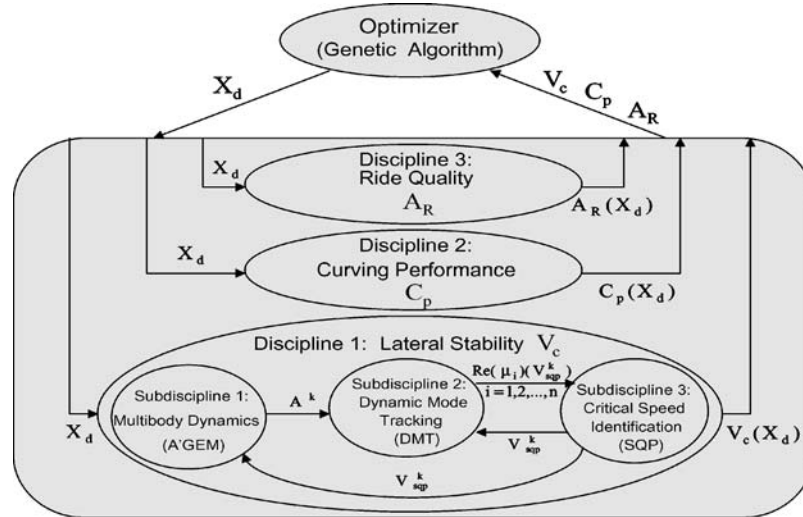 Optimizer
(Genetic Algorithm)
X_d
V_c C_p A_R
Discipline 3:
Ride Quality
A_R
X_d
A_R(X_d)
Discipline 2:
Curving Performance
C_p
X_d
C_p(X_d)
Discipline 1: Lateral Stability V_c
Subdiscipline 1:
Multibody Dynamics
(A'GEM)
A^k
Subdiscipline 2:
Dynamic Mode
Tracking
(DMT)
Re(μ_i)(V_sqp^k)
i=1,2,...,n
V_sqp^k
Subdiscipline 3:
Critical Speed
Identification
(SQP)
X_d
V_c(X_d)
V_sqp^k